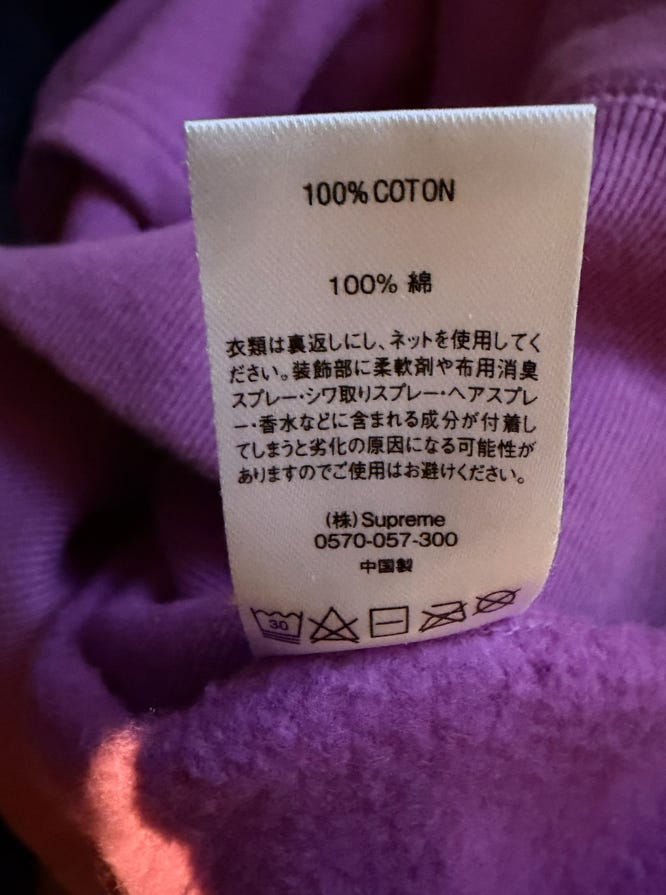 100% COTON
100% 綿
衣類は裏返しにし、ネットを使用してく
ださい。装飾部に柔軟剤や布用消臭
スプレー・シワ取りスプレー・ヘアスプレ
ー・香水などに含まれる成分が付着し
てしまうと劣化の原因になる可能性が
ありますのでご使用はお避けください。
(株)Supreme
0570-057-300
中国製
30